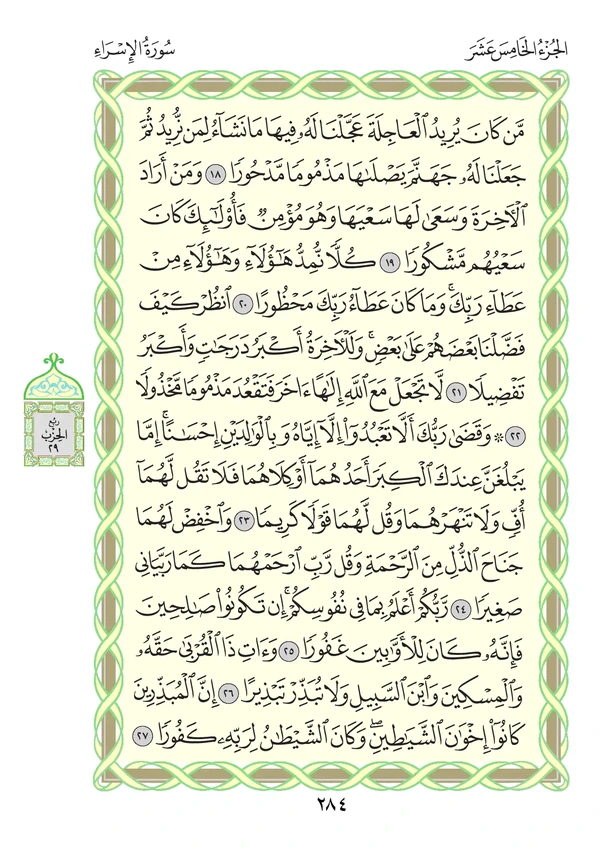 الجُزْءُ الخَامِسَ عَشَرَ
سُورَةُ الإِسْرَاءِ
مَّن كَانَ يُرِيدُ ٱلْعَاجِلَةَ عَجَّلْنَا لَهُۥ فِيهَا مَا نَشَآءُ لِمَن نُّرِيدُ ثُمَّ
جَعَلْنَا لَهُۥ جَهَنَّمَ يَصْلَىٰهَا مَذْمُومًا مَّدْحُورًا ١٨ وَمَنْ أَرَادَ
ٱلْأَخِرَةَ وَسَعَىٰ لَهَا سَعْيَهَا وَهُوَ مُؤْمِنٌ فَأُو۟لَٰٓئِكَ كَانَ
سَعْيُهُم مَّشْكُورًا ١٩ كُلًّا نُّمِدُّ هَٰٓؤُلَآءِ وَهَٰٓؤُلَآءِ مِنْ
عَطَآءِ رَبِّكَ ۚ وَمَا كَانَ عَطَآءُ رَبِّكَ مَحْظُورًا ٢٠ ٱنظُرْ كَيْفَ
فَضَّلْنَا بَعْضَهُمْ عَلَىٰ بَعْضٍ ۚ وَلَلْأَخِرَةُ أَكْبَرُ دَرَجَٰتٍ وَأَكْبَرُ
تَفْضِيلًا ٢١ لَّا تَجْعَلْ مَعَ ٱللَّهِ إِلَٰهًا ءَاخَرَ فَتَقْعُدَ مَذْمُومًا مَّخْذُولًا
٢٢ ۞ وَقَضَىٰ رَبُّكَ أَلَّا تَعْبُدُوٓا۟ إِلَّآ إِيَّاهُ وَبِٱلْوَٰلِدَيْنِ إِحْسَٰنًا ۚ إِمَّا
يَبْلُغَنَّ عِندَكَ ٱلْكِبَرَ أَحَدُهُمَآ أَوْ كِلَاهُمَا فَلَا تَقُل لَّهُمَآ
أُفٍّ وَلَا تَنْهَرْهُمَا وَقُل لَّهُمَا قَوْلًا كَرِيمًا ٢٣ وَٱخْفِضْ لَهُمَا
جَنَاحَ ٱلذُّلِّ مِنَ ٱلرَّحْمَةِ وَقُل رَّبِّ ٱرْحَمْهُمَا كَمَا رَبَّيَانِى
صَغِيرًا ٢٤ رَّبُّكُمْ أَعْلَمُ بِمَا فِى نُفُوسِكُمْ ۚ إِن تَكُونُوا۟ صَٰلِحِينَ
فَإِنَّهُۥ كَانَ لِلْأَوَّٰبِينَ غَفُورًا ٢٥ وَءَاتِ ذَا ٱلْقُرْبَىٰ حَقَّهُۥ
وَٱلْمِسْكِينَ وَٱبْنَ ٱلسَّبِيلِ وَلَا تُبَذِّرْ تَبْذِيرًا ٢٦ إِنَّ ٱلْمُبَذِّرِينَ
كَانُوٓا۟ إِخْوَٰنَ ٱلشَّيَٰطِينِ ۖ وَكَانَ ٱلشَّيْطَٰنُ لِرَبِّهِۦ كَفُورًا ٢٧
رُبُع
الحِزْبِ
٢٩
٢٨٤